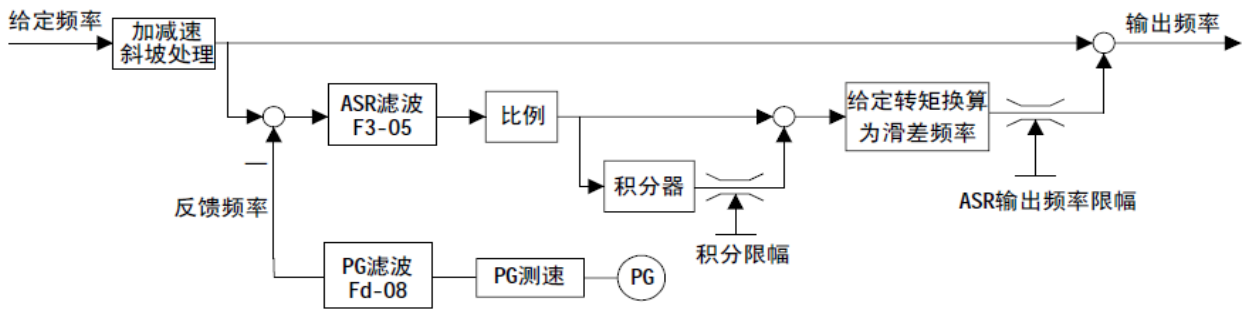 给定频率
加减速
斜坡处理
输出频率
ASR滤波
F3-05
比例
给定转矩换算
为滑差频率
积分器
积分限幅
ASR输出频率限幅
一
反馈频率
PG滤波
Fd-08
PG测速
PG